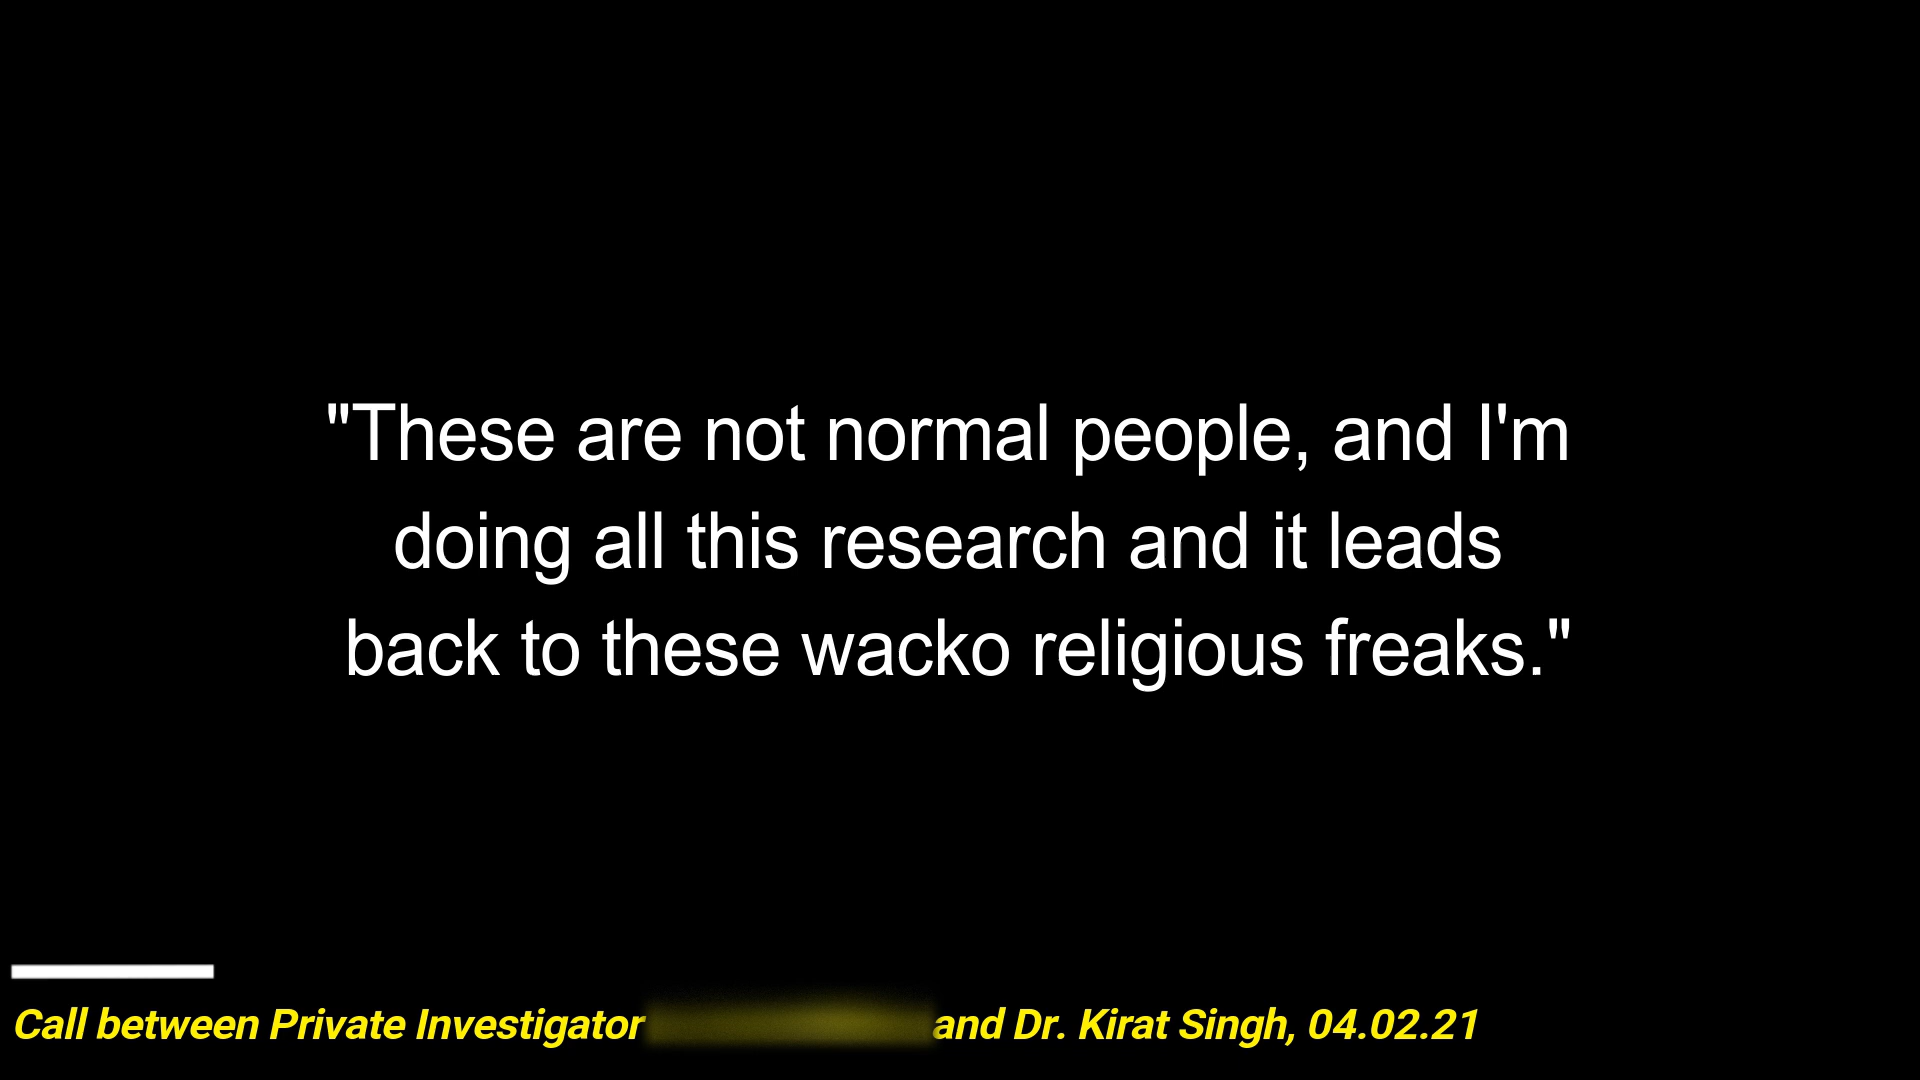 "These are not normal people, and I'm
doing all this research and it leads
back to these wacko religious freaks."
Call between Private Investigator and Dr. Kirat Singh, 04.02.21